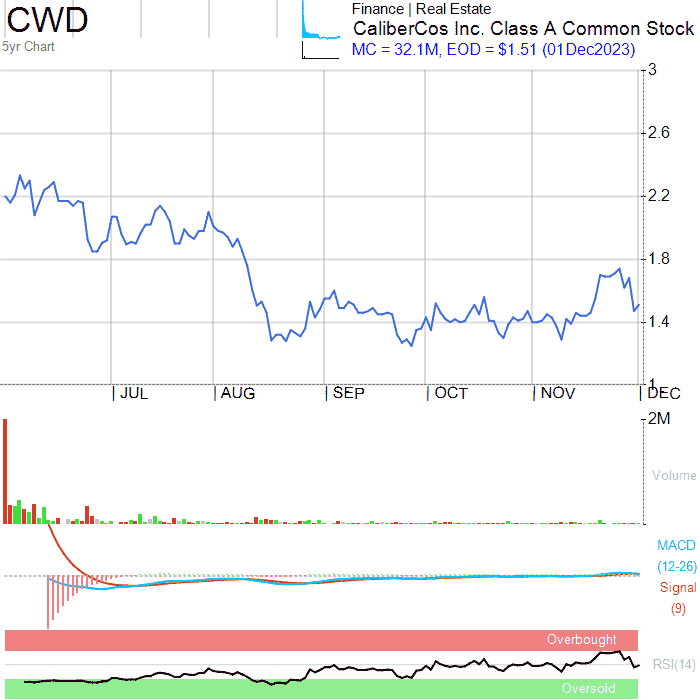 CWD
5yr Chart
Finance | Real Estate
CaliberCos Inc. Class A Common Stock
MC = 32.1M, EOD = $1.51 (01Dec2023)
3
2.6
2.2
1.8
1.4
1
JUL
AUG
SEP
OCT
NOV
DEC
2M
Volume
MACD
(12-26)
Signal
(9)
Overbought
RSI(14)
Oversold